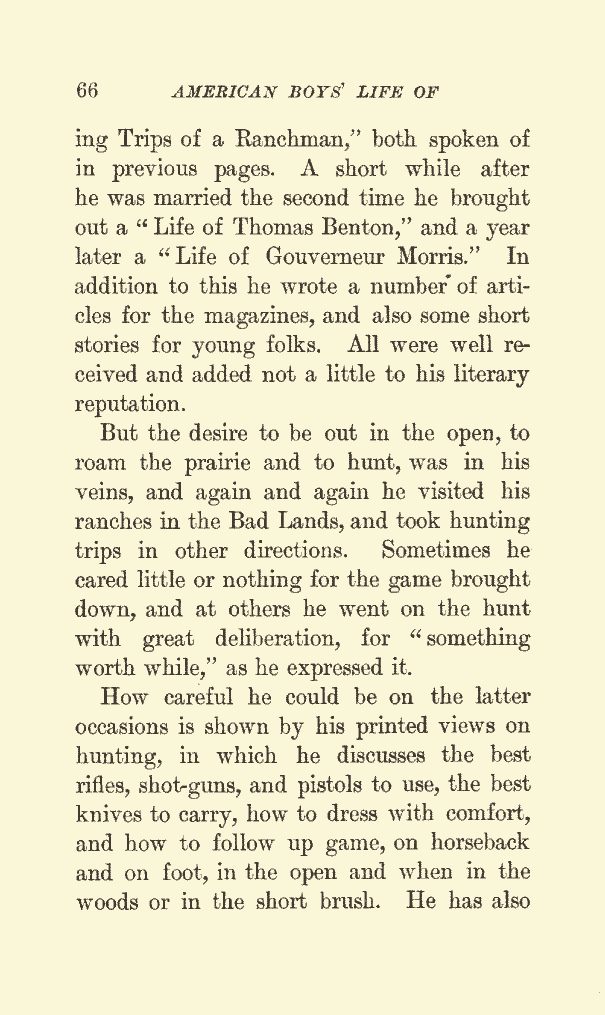 66 AMERICAN BOYS' LIFE OF
ing Trips of a Ranchman," both spoken of
in previous pages. A short while after
he was married the second time he brought
out a "Life of Thomas Benton," and a year
later a "Life of Gouverneur Morris." In
addition to this he wrote a number of arti-
cles for the magazines, and also some short
stories for young folks. All were well re-
ceived and added not a little to his literary
reputation.
But the desire to be out in the open, to
roam the prairie and to hunt, was in his
veins, and again and again he visited his
ranches in the Bad Lands, and took hunting
trips in other directions. Sometimes he
cared little or nothing for the game brought
down, and at others he went on the hunt
with great deliberation, for "something
worth while," as he expressed it.
How careful he could be on the latter
occasions is shown by his printed views on
hunting, in which he discusses the best
rifles, shot-guns, and pistols to use, the best
knives to carry, how to dress with comfort,
and how to follow up game, on horseback
and on foot, in the open and when in the
woods or in the short brush. He has also